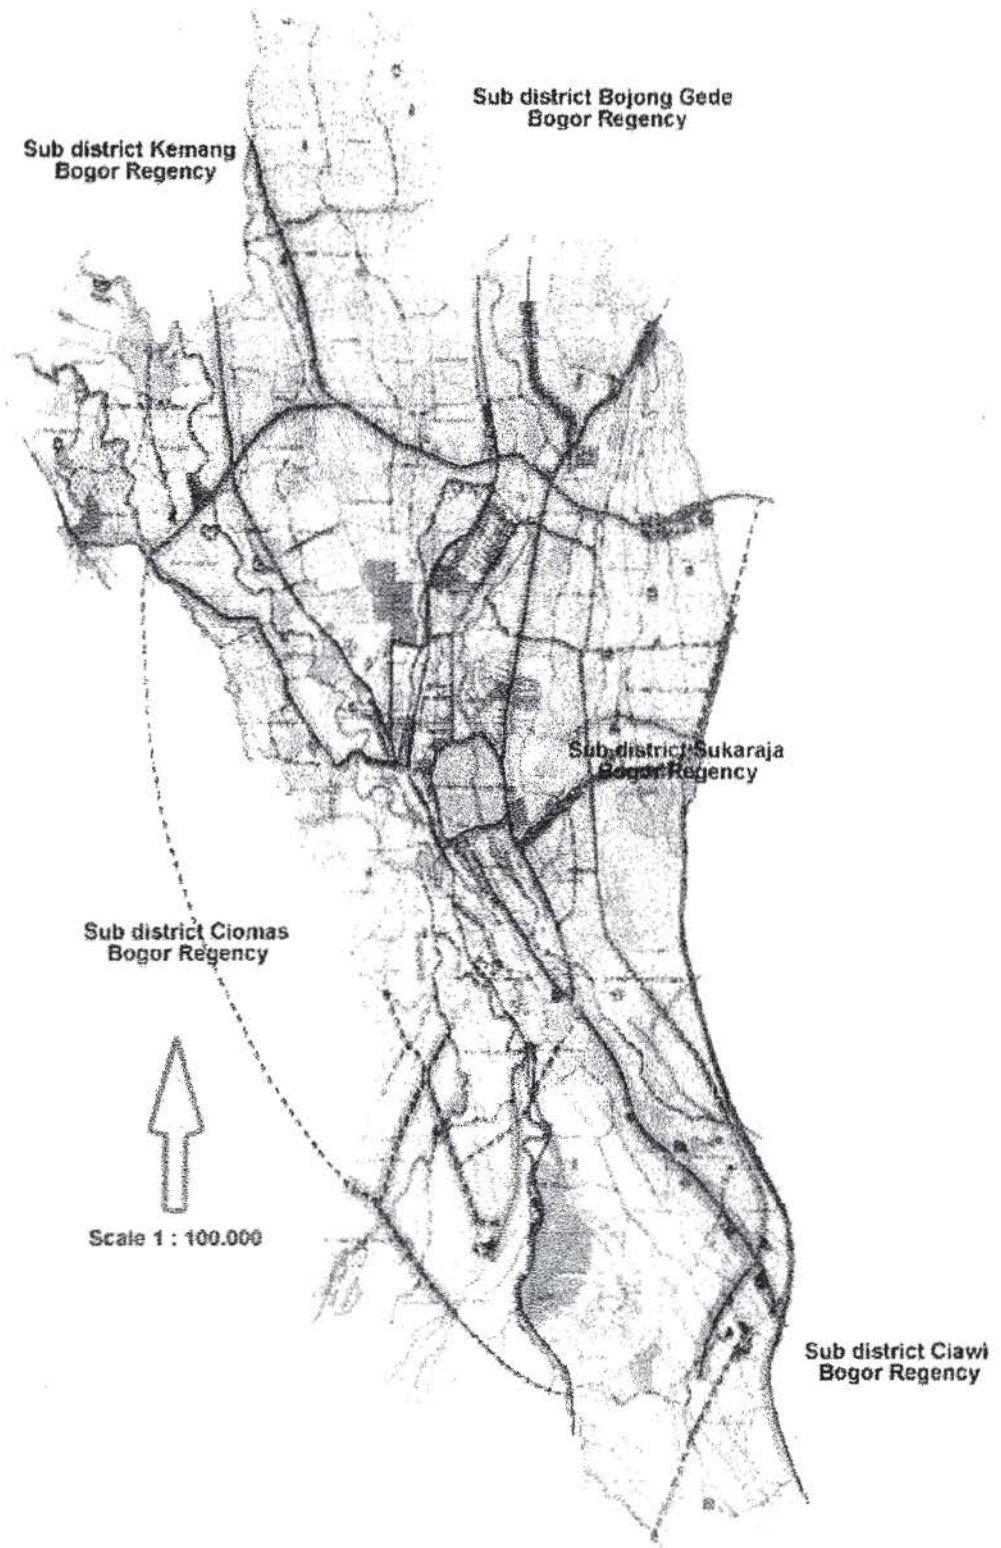 Sub district Bojong Gede
Bogor Regency
Sub district Kemang
Bogor Regency
Sub district Sukaraja
Bogor Regency
Sub district Ciomas
Bogor Regency
Scale 1 : 100.000
Sub district Ciawi
Bogor Regency